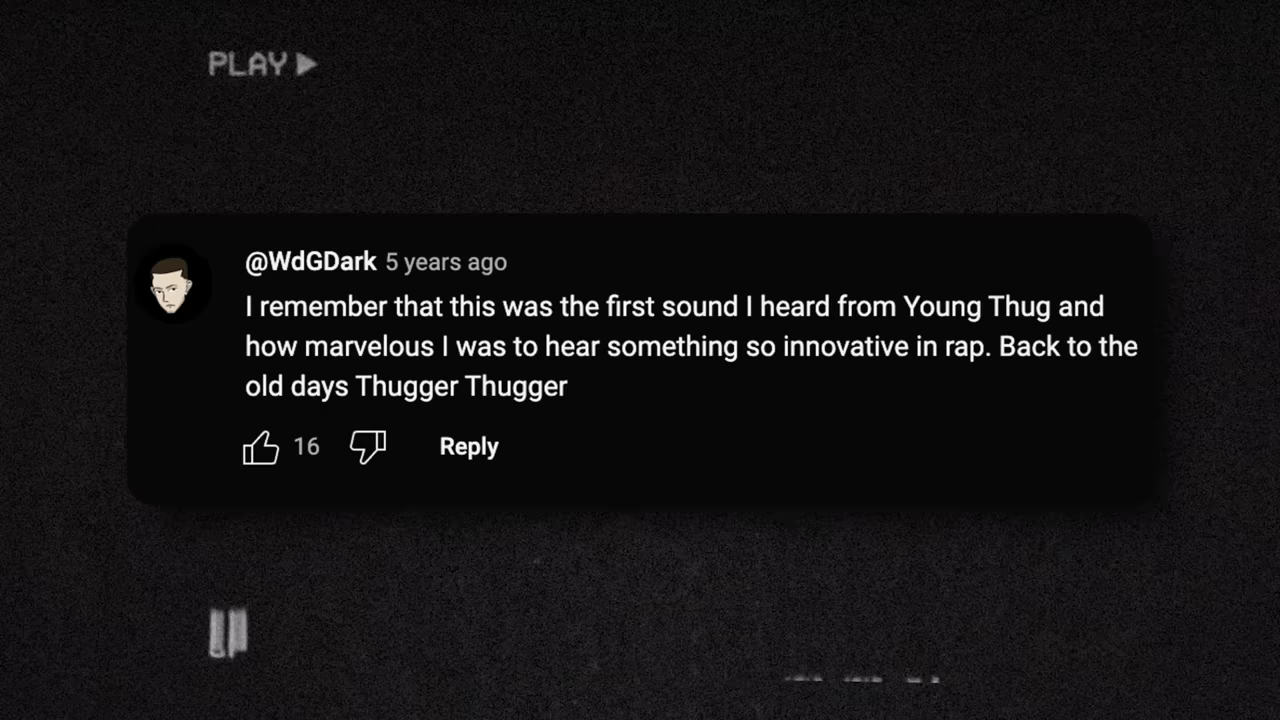 PLAY
@WdGDark 5 years ago
I remember that this was the first sound I heard from Young Thug and
how marvelous I was to hear something so innovative in rap. Back to the
old days Thugger Thugger
16 Reply